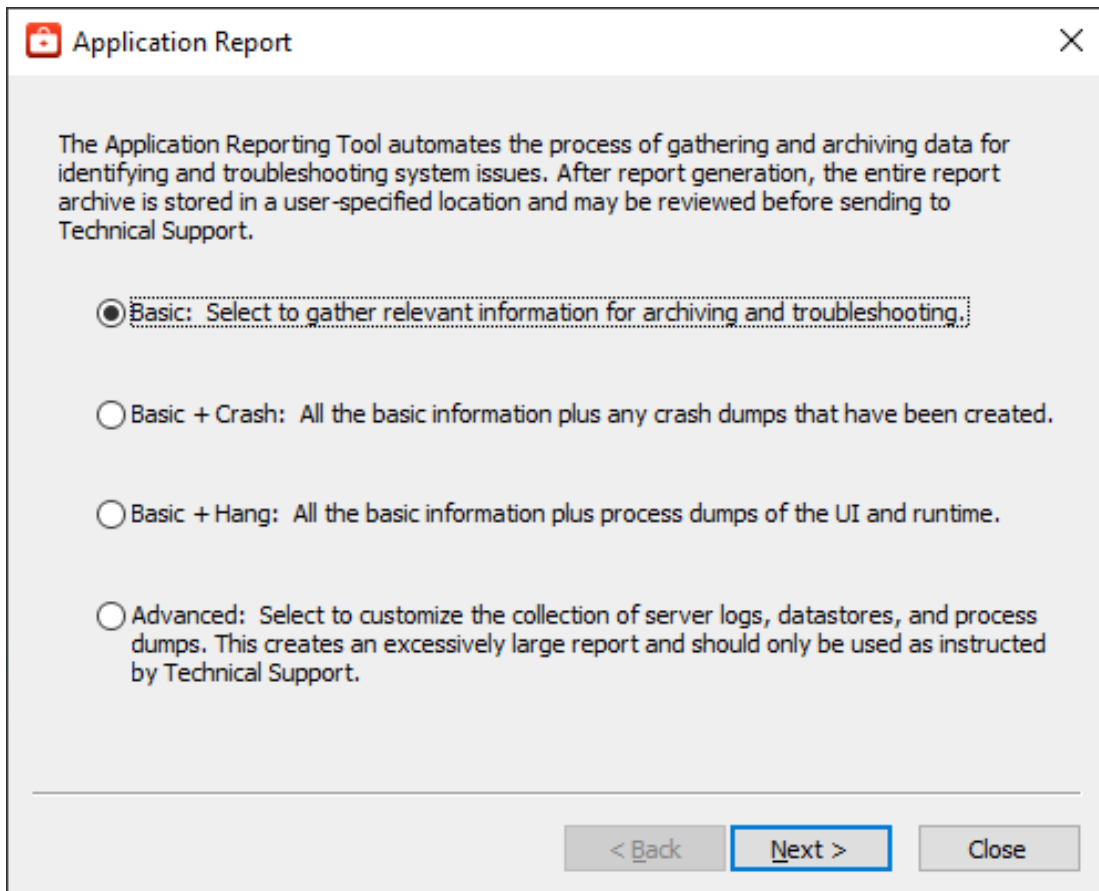 Application Report
The Application Reporting Tool automates the process of gathering and archiving data for
identifying and troubleshooting system issues. After report generation, the entire report
archive is stored in a user-specified location and may be reviewed before sending to
Technical Support.
Basic:  Select to gather relevant information for archiving and troubleshooting.
Basic + Crash:  All the basic information plus any crash dumps that have been created.
Basic + Hang:  All the basic information plus process dumps of the UI and runtime.
Advanced:  Select to customize the collection of server logs, datastores, and process
dumps. This creates an excessively large report and should only be used as instructed
by Technical Support.
< Back Next > Close